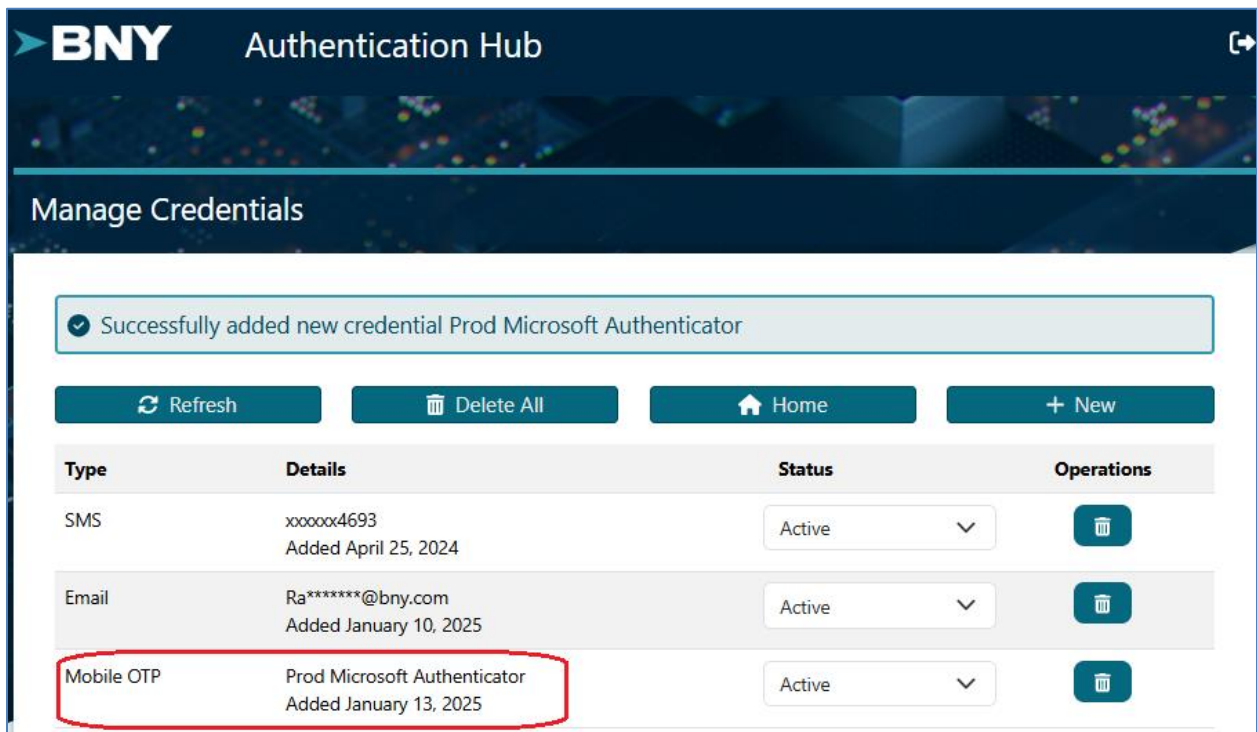 BNY Authentication Hub
Manage Credentials
Successfully added new credential Prod Microsoft Authenticator
Refresh Delete All Home + New
Type Details Status Operations
SMS xxxxxx4693 Active
Added April 25, 2024
Email Ra*******@bny.com Active
Added January 10, 2025
Mobile OTP Prod Microsoft Authenticator Active
Added January 13, 2025